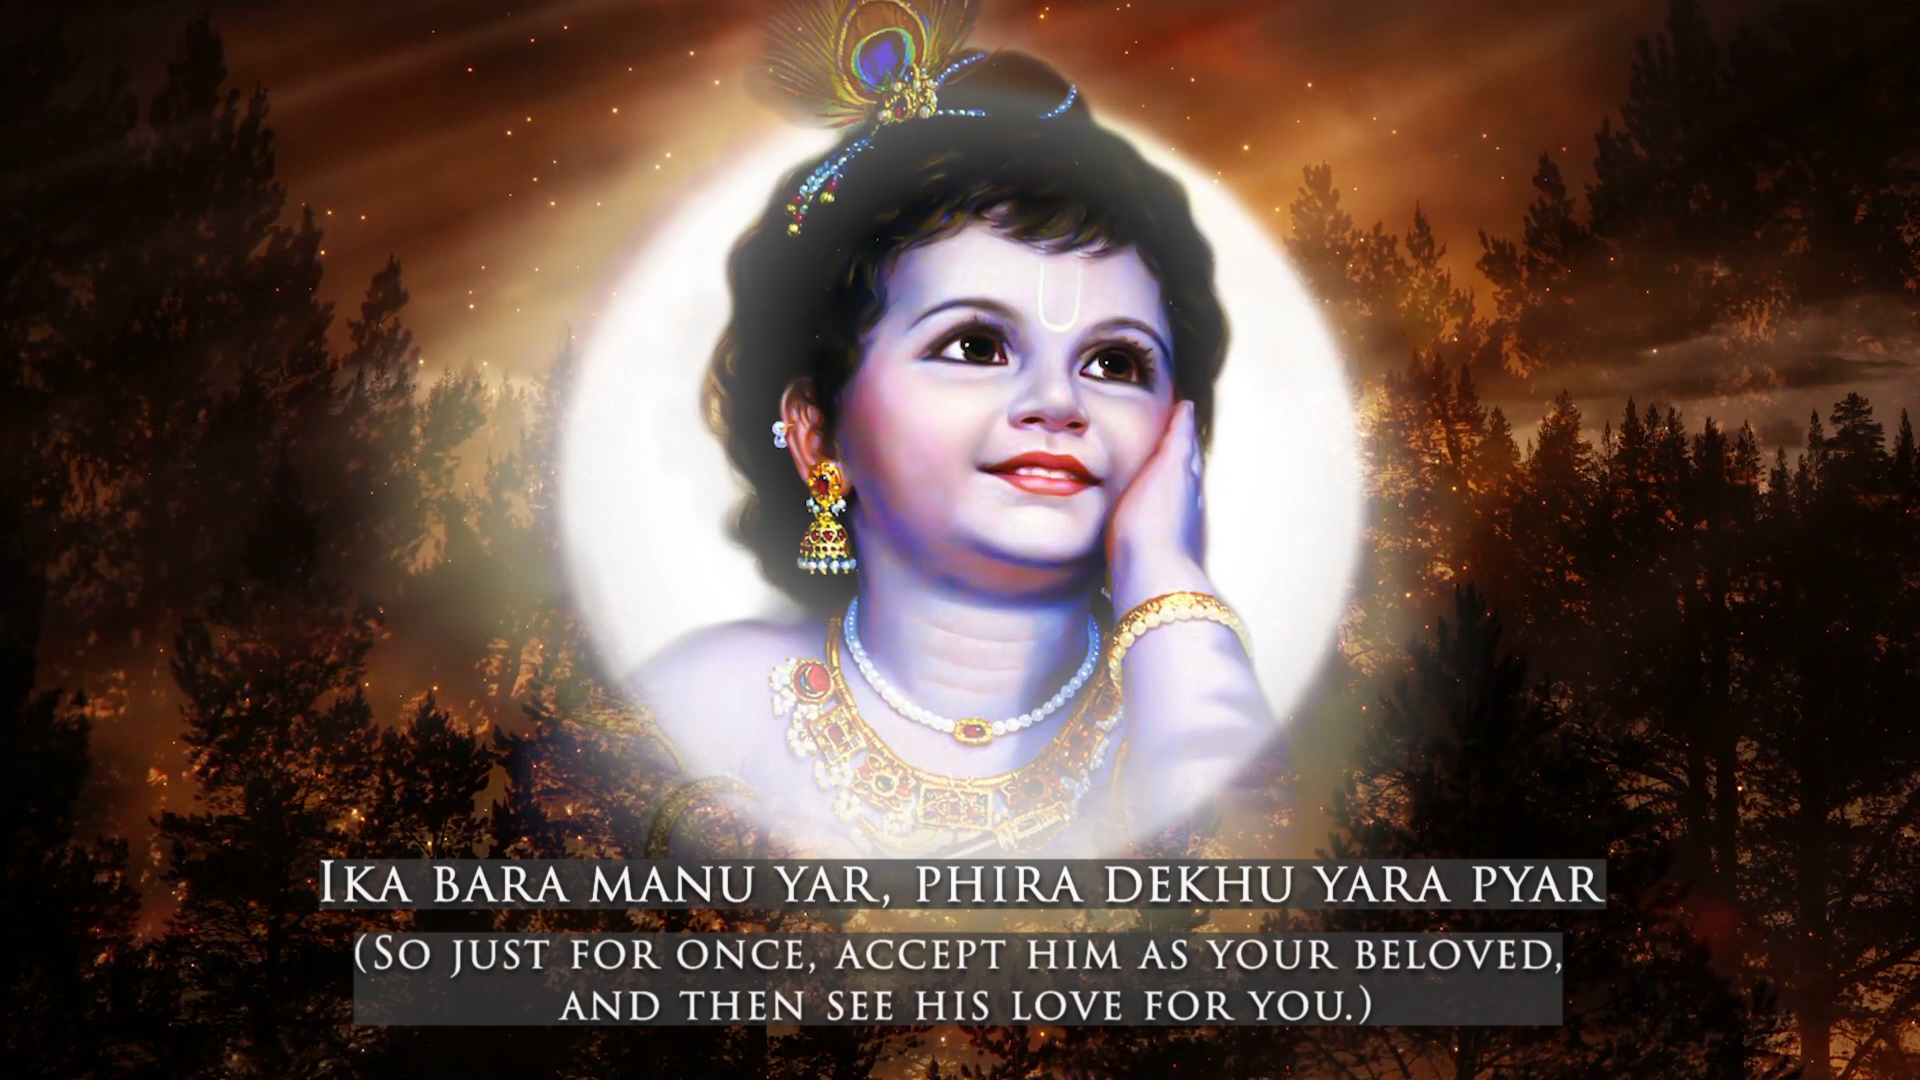 Ika bara manu yar, phira dekhu yara pyar
(So just for once, accept him as your beloved,
and then see his love for you.)